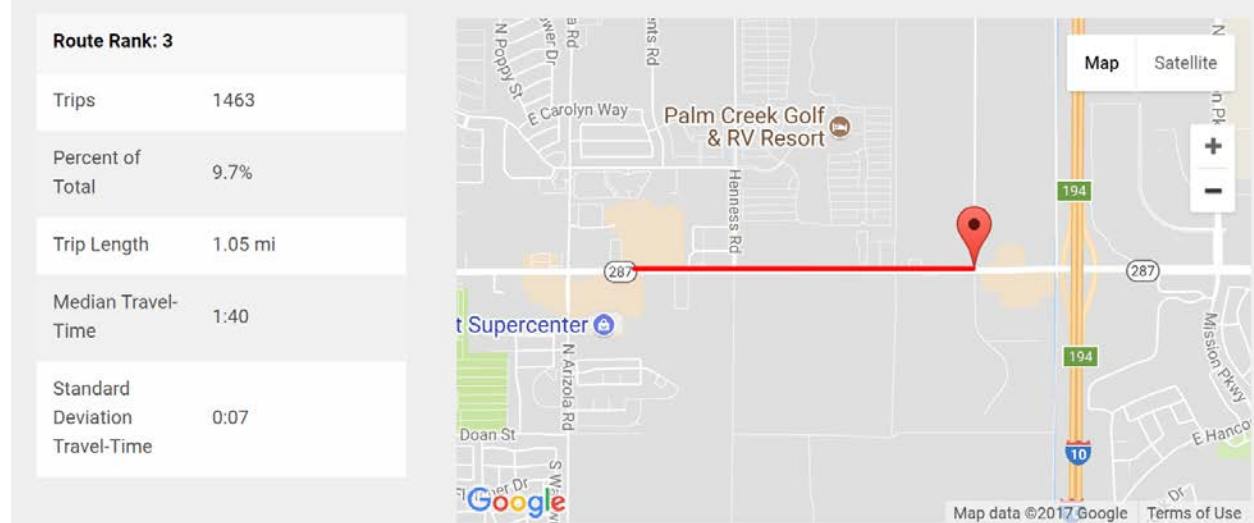 Route Rank: 3
Trips 1463
Percent of
Total 9.7%
Trip Length 1.05 mi
Median Travel-
Time 1:40
Standard
Deviation
Travel-Time 0:07
N Poppy St
E Carolyn Way
Palm Creek Golf
& RV Resort
Map Satellite
+
−
Henness Rd
194
287
287
t Supercenter
N Arizola Rd
194
Mission Pkwy
Doan St
E Hanco
10
Google
Map data ©2017 Google Terms of Use